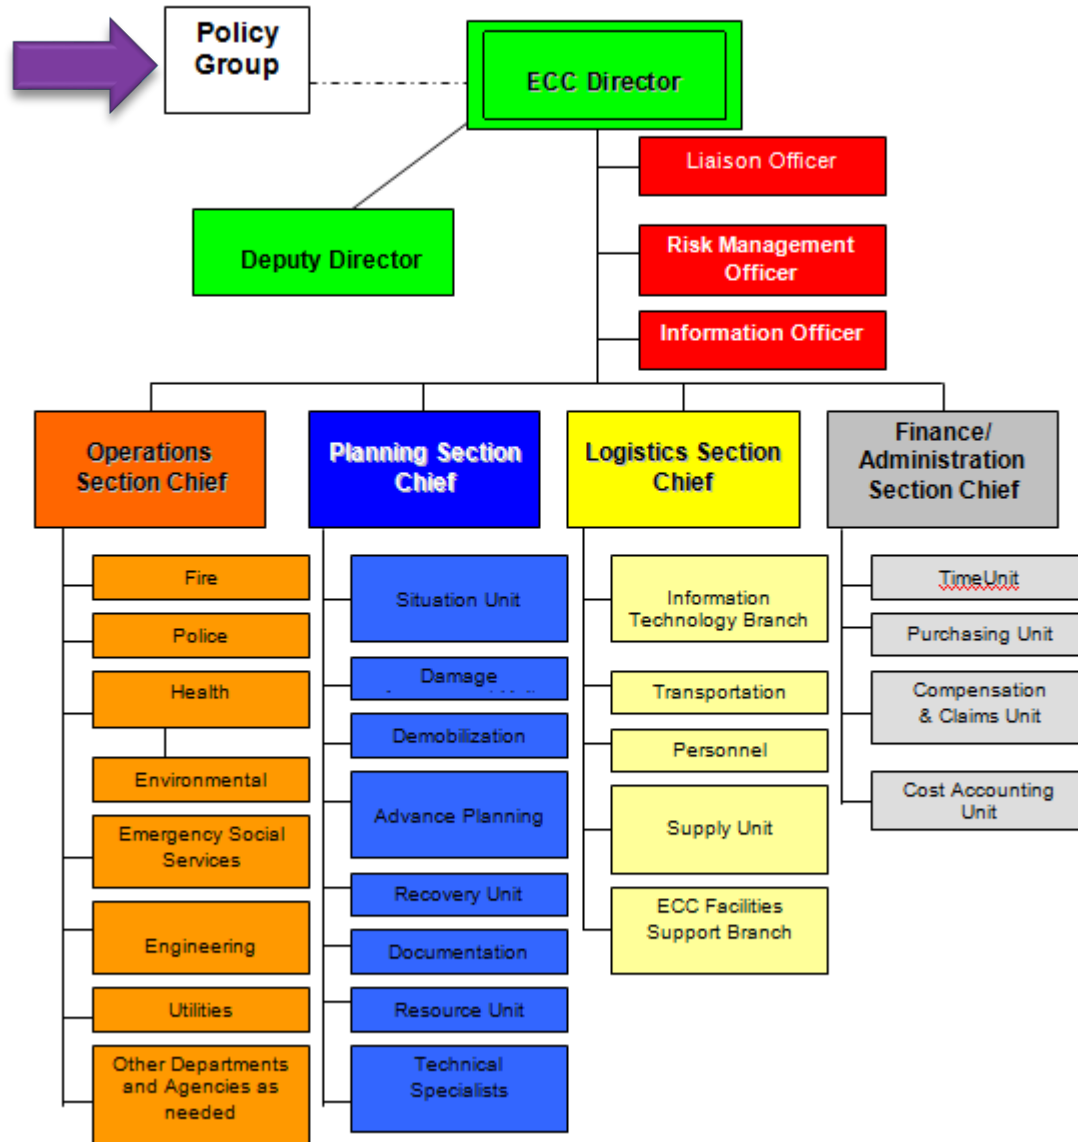 Policy
Group
ECC Director
Liaison Officer
Deputy Director
Risk Management
Officer
Information Officer
Operations
Section Chief
Planning Section
Chief
Logistics Section
Chief
Finance/
Administration
Section Chief
Fire
Police
Health
Environmental
Emergency Social
Services
Engineering
Utilities
Other Departments
and Agencies as
needed
Situation Unit
Damage
Demobilization
Advance Planning
Recovery Unit
Documentation
Resource Unit
Technical
Specialists
Information
Technology Branch
Transportation
Personnel
Supply Unit
ECC Facilities
Support Branch
TimeUnit
Purchasing Unit
Compensation
& Claims Unit
Cost Accounting
Unit